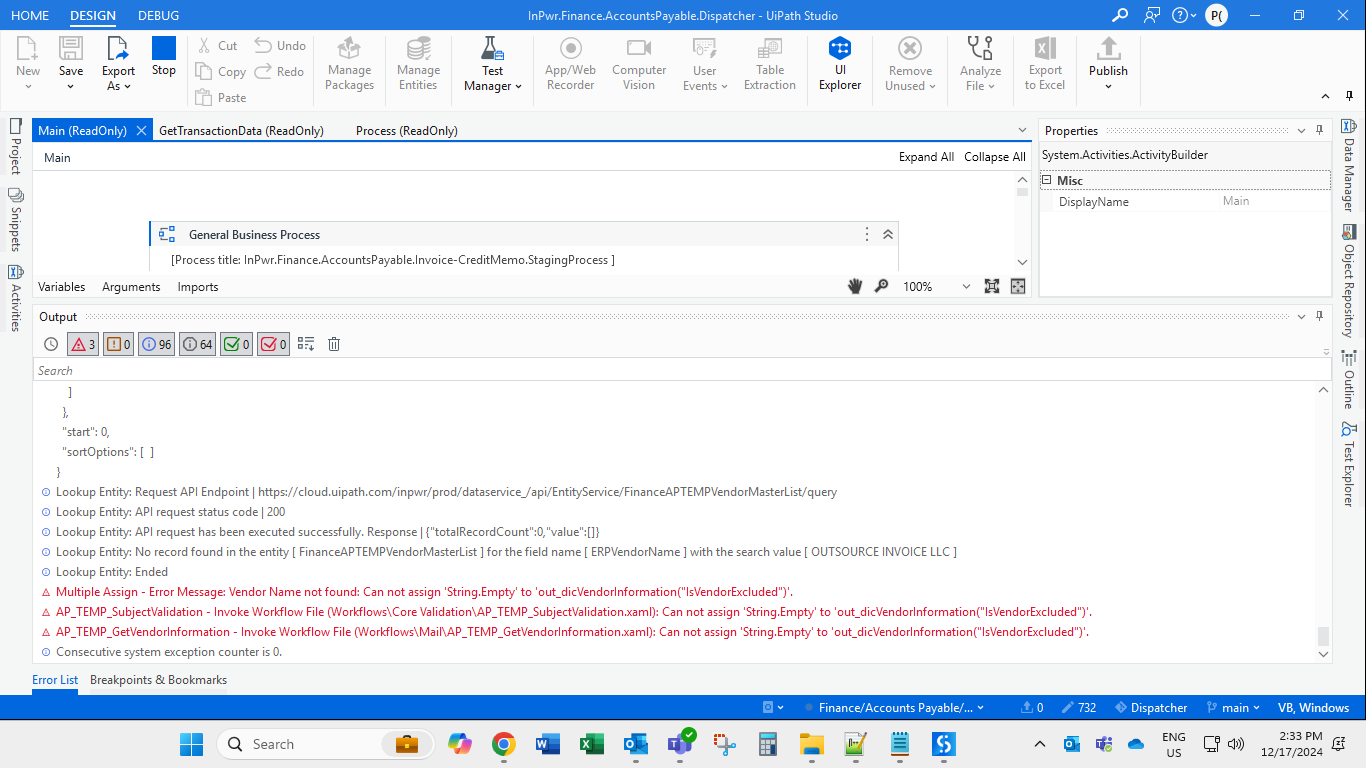 HOME DESIGN DEBUG InPwr.Finance.AccountsPayable.Dispatcher - UiPath Studio P(
New Save Export As Stop Cut Copy Paste Undo Redo Manage Packages Manage Entities Test Manager App/Web Recorder Computer Vision User Events Table Extraction UI Explorer Remove Unused Analyze File Export to Excel Publish
Main (ReadOnly) GetTransactionData (ReadOnly) Process (ReadOnly)
Main Expand All Collapse All
General Business Process
[Process title: InPwr.Finance.AccountsPayable.Invoice-CreditMemo.StagingProcess ]
Variables Arguments Imports 100%
Properties
System.Activities.ActivityBuilder
Misc
DisplayName Main
Project
Snippets
Activities
Data Manager
Object Repository
Outline
Test Explorer
Output
3 0 96 64 0 0
Search
]
},
"start": 0,
"sortOptions": [ ]
}
Lookup Entity: Request API Endpoint | https://cloud.uipath.com/inpwr/prod/dataservice_/api/EntityService/FinanceAPTEMPVendorMasterList/query
Lookup Entity: API request status code | 200
Lookup Entity: API request has been executed successfully. Response | {"totalRecordCount":0,"value":[]}
Lookup Entity: No record found in the entity [ FinanceAPTEMPVendorMasterList ] for the field name [ ERPVendorName ] with the search value [ OUTSOURCE INVOICE LLC ]
Lookup Entity: Ended
Multiple Assign - Error Message: Vendor Name not found: Can not assign 'String.Empty' to 'out_dicVendorInformation("IsVendorExcluded")'.
AP_TEMP_SubjectValidation - Invoke Workflow File (Workflows\Core Validation\AP_TEMP_SubjectValidation.xaml): Can not assign 'String.Empty' to 'out_dicVendorInformation("IsVendorExcluded")'.
AP_TEMP_GetVendorInformation - Invoke Workflow File (Workflows\Mail\AP_TEMP_GetVendorInformation.xaml): Can not assign 'String.Empty' to 'out_dicVendorInformation("IsVendorExcluded")'.
Consecutive system exception counter is 0.
Error List Breakpoints & Bookmarks
Finance/Accounts Payable/... 0 732 Dispatcher main VB, Windows
Search
ENG
US
2:33 PM
12/17/2024